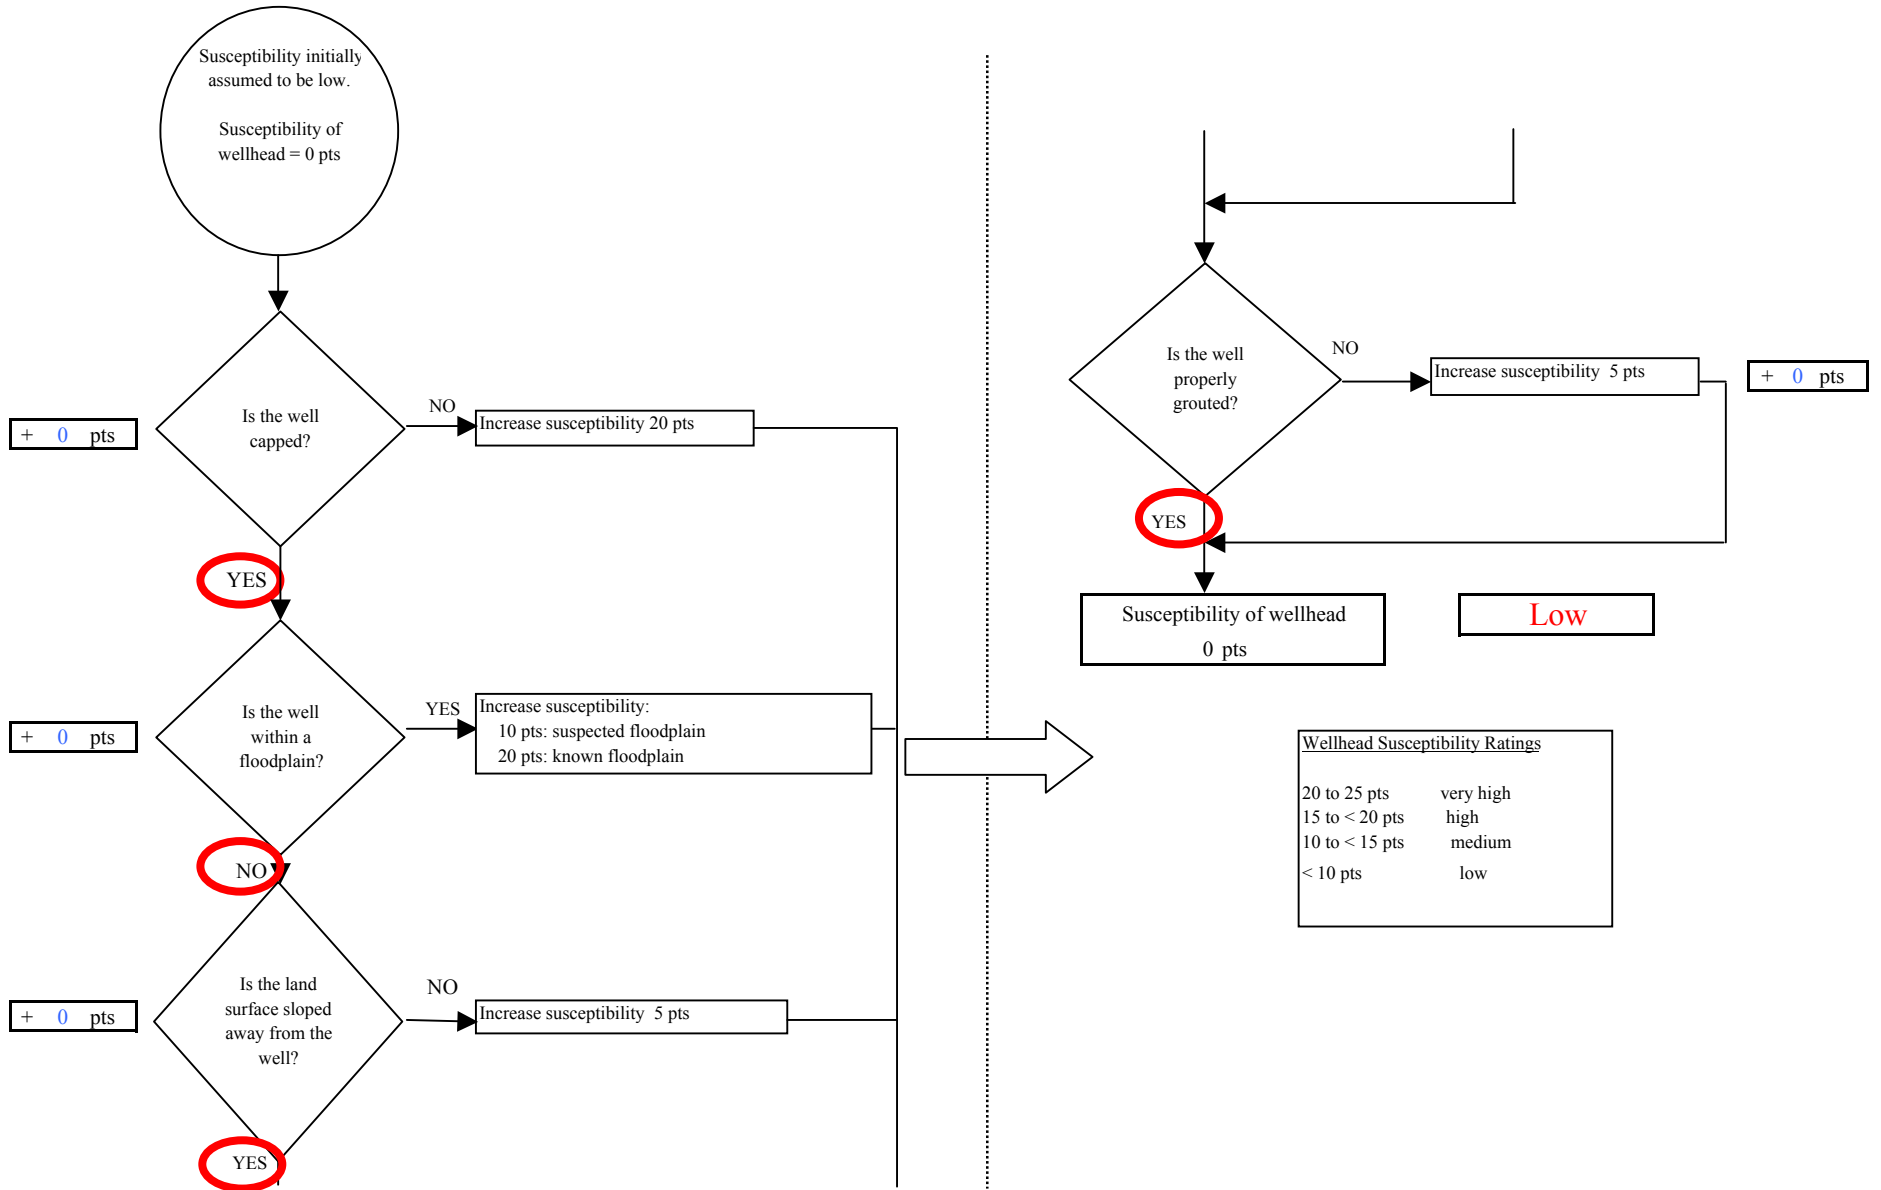 Susceptibility initially
assumed to be low.
Susceptibility of
wellhead = 0 pts
+ 0 pts
Is the well
capped?
NO
Increase susceptibility 20 pts
YES
+ 0 pts
Is the well
within a
floodplain?
YES
Increase susceptibility:
10 pts: suspected floodplain
20 pts: known floodplain
NO
+ 0 pts
Is the land
surface sloped
away from the
well?
NO
Increase susceptibility 5 pts
YES
Is the well
properly
grouted?
NO
Increase susceptibility 5 pts
+ 0 pts
YES
Susceptibility of wellhead
0 pts
Low
Wellhead Susceptibility Ratings
20 to 25 pts very high
15 to < 20 pts high
10 to < 15 pts medium
< 10 pts low